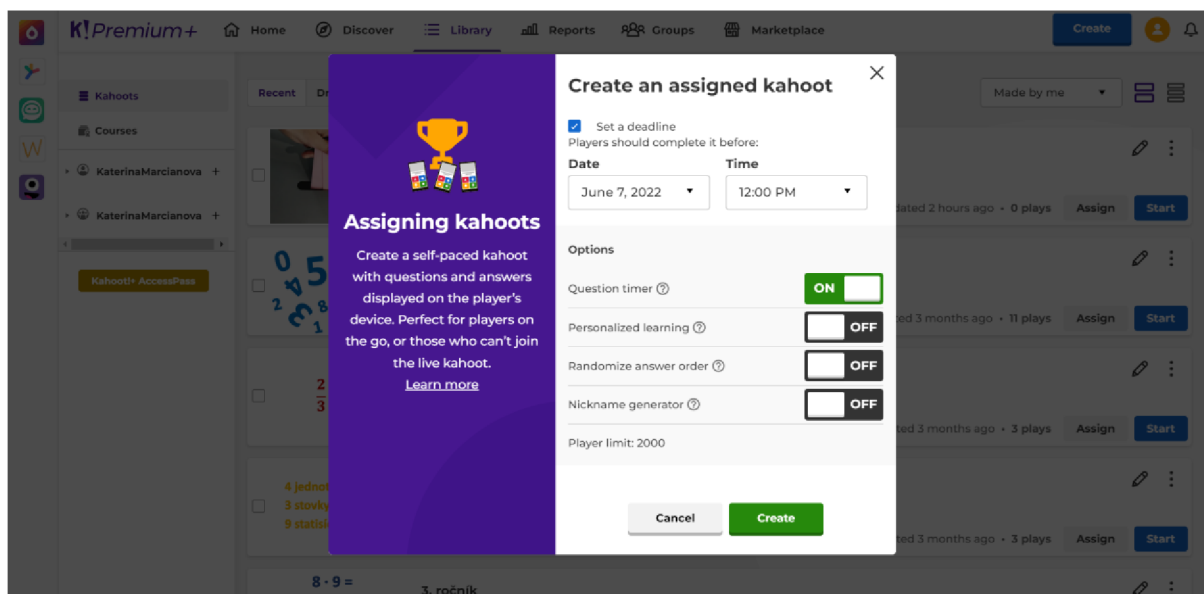 K!Premium+
Home
Discover
Library
Reports
Groups
Marketplace
Create
Kahoots
Courses
KaterinaMarcianova +
KaterinaMarcianova +
Kahoot!+ AccessPass
Recent
Made by me
Assigning kahoots
Create a self-paced kahoot
with questions and answers
displayed on the player's
device. Perfect for players on
the go, or those who can't join
the live kahoot.
Learn more
Create an assigned kahoot
Set a deadline
Players should complete it before:
Date Time
June 7, 2022 12:00 PM
Options
Question timer ON
Personalized learning OFF
Randomize answer order OFF
Nickname generator OFF
Player limit: 2000
Cancel Create
2 hours ago • 0 plays Assign Start
3 months ago • 11 plays Assign Start
2
3
3 months ago • 3 plays Assign Start
4
3 stovky
9
3 months ago • 3 plays Assign Start
8 - 9 =
3. ročník